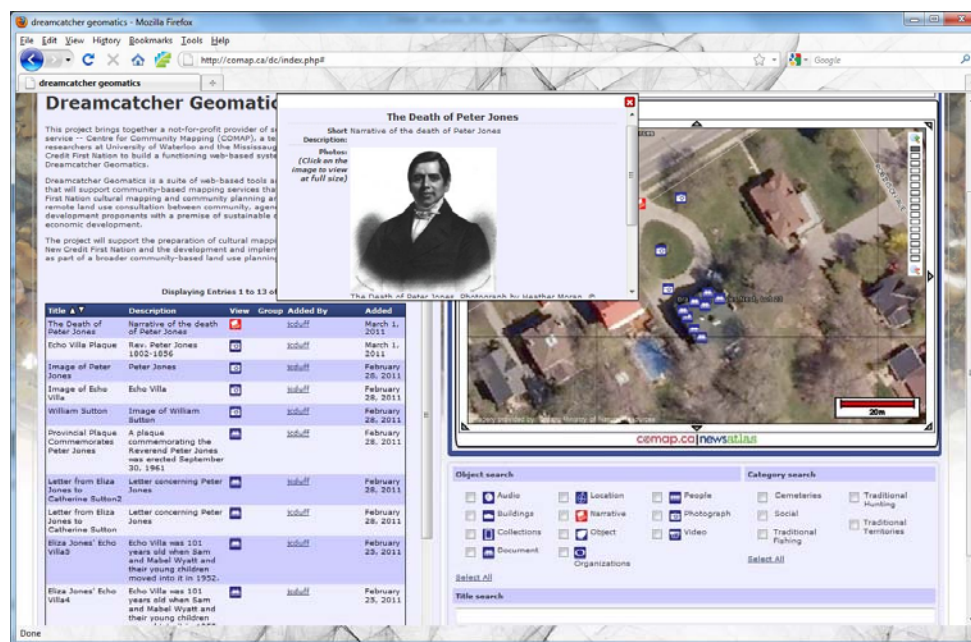 dreamcatcher geomatics - Mozilla Firefox
File Edit View History Bookmarks Tools Help
http://comap.ca/dc/index.php#
Google
dreamcatcher geomatics
Dreamcatcher Geomatic
This project brings together a not-for-profit provider of s
service -- Centre for Community Mapping (COMAP), a te
researchers at University of Waterloo and the Mississaug
Credit First Nation to build a functioning web-based syste
Dreamcatcher Geomatics.
Dreamcatcher Geomatics is a suite of web-based tools a
that will support community-based mapping services tha
First Nation cultural mapping and community planning an
remote land use consultation between community, agen
development proponents with a premise of sustainable
economic development.
The project will support the preparation of cultural mapp
New Credit First Nation and the development and implem
as part of a broader community-based land use planning
The Death of Peter Jones
Short Description: Narrative of the death of Peter Jones
Photos:
(Click on the
image to view
at full size)
The Death of Peter Jones. Photograph by Heather Moran.
Displaying Entries 1 to 13 of
Title Description View Group Added By Added
The Death of Peter Jones Narrative of the death of Peter Jones jcduff March 1, 2011
Echo Villa Plaque Rev. Peter Jones 1802-1856 jcduff March 1, 2011
Image of Peter Jones Peter Jones jcduff February 28, 2011
Image of Echo Villa Echo Villa jcduff February 28, 2011
William Sutton Image of William Sutton jcduff February 28, 2011
Provincial Plaque Commemorates Peter Jones A plaque commemorating the Reverend Peter Jones was erected September 30, 1961 jcduff February 28, 2011
Letter from Eliza Jones to Catherine Sutton2 Letter concerning Peter Jones jcduff February 28, 2011
Letter from Eliza Jones to Catherine Sutton Letter concerning Peter Jones jcduff February 28, 2011
Eliza Jones' Echo Villa3 Echo Villa was 101 years old when Sam and Mabel Wyatt and their young children moved into it in 1952. jcduff February 25, 2011
Eliza Jones' Echo Villa4 Echo Villa was 101 years old when Sam and Mabel Wyatt and their young children jcduff February 25, 2011
20m
comap.ca|newsatlas
Object search
Audio Location People
Buildings Narrative Photograph
Collections Object Video
Document Organizations
Select All
Category search
Cemeteries Traditional Hunting
Social Traditional Territories
Traditional Fishing
Select All
Title search
Done